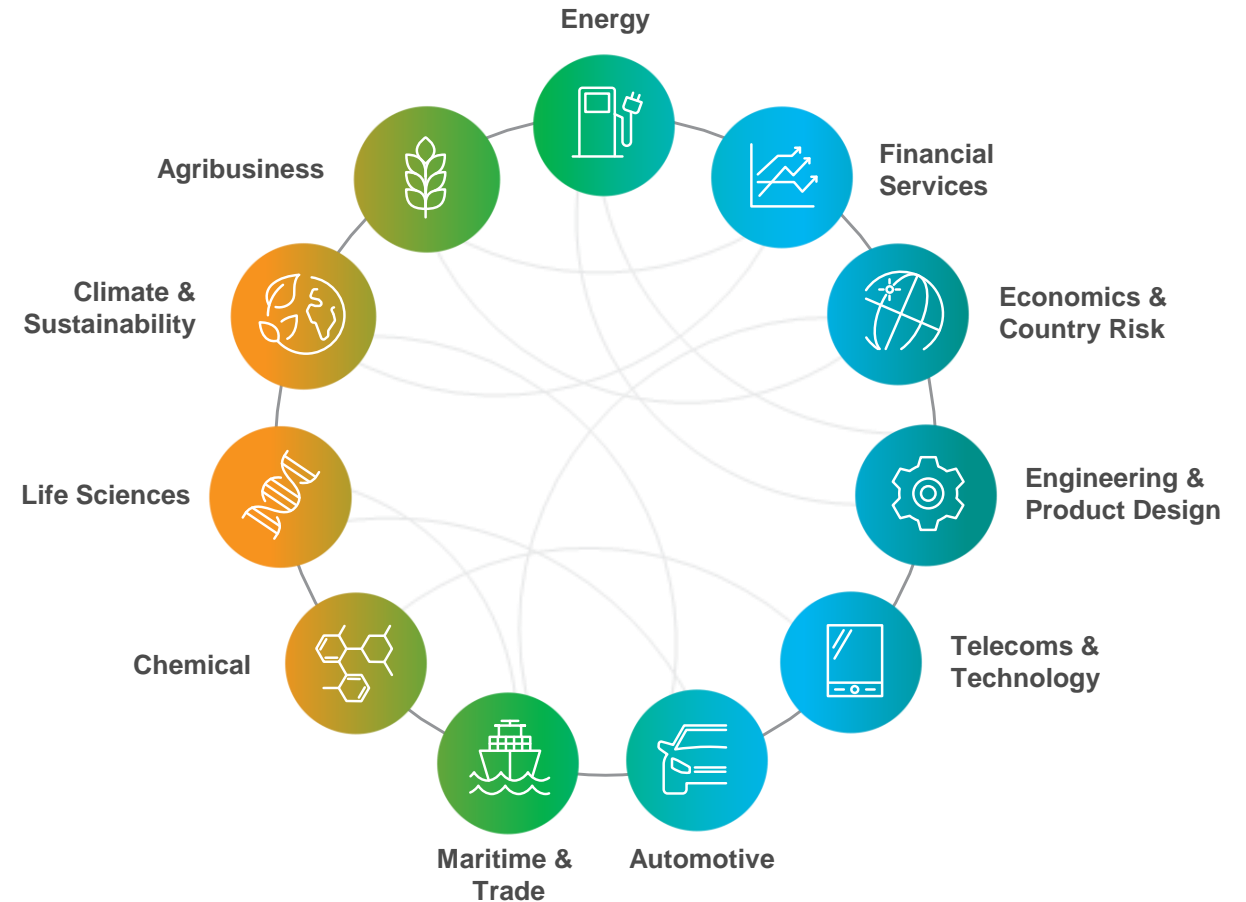 Energy
Financial
Services
Economics &
Country Risk
Engineering &
Product Design
Telecoms &
Technology
Automotive
Maritime &
Trade
Chemical
Life Sciences
Climate &
Sustainability
Agribusiness